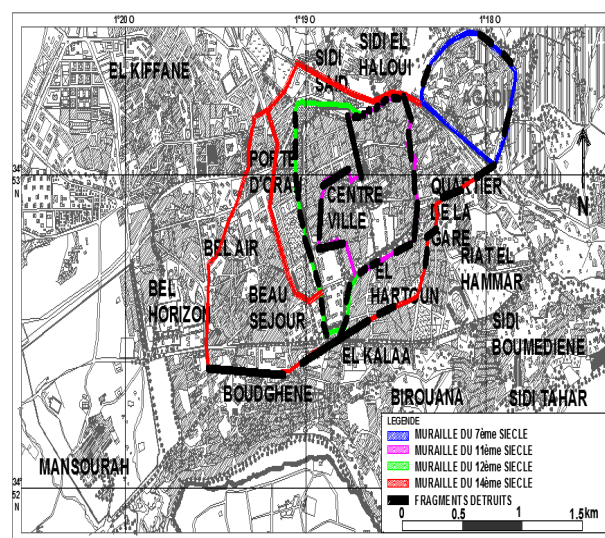 1°20
1°19
1°18
EL KIFFANE
SIDI
SAID
SIDI EL
HALOUI
AGADIR
34
53
N
PORTE
D'ORAN
CENTRE
VILLE
QUARTIER
DE LA
GARE
N
BEL AIR
RIAT EL
HAMMAR
BEL
HORIZON
BEAU
SEJOUR
EL
HARTOUN
SIDI
BOUMEDIENE
EL KALAA
BOUDGHENE
BIROUANA
SIDI TAHAR
MANSOURAH
34
52
N
LEGENDE
MURAILLE DU 7ème SIECLE
MURAILLE DU 11ème SIECLE
MURAILLE DU 12ème SIECLE
MURAILLE DU 14ème SIECLE
FRAGMENTS DETRUITS
0
0.5
1
1.5km